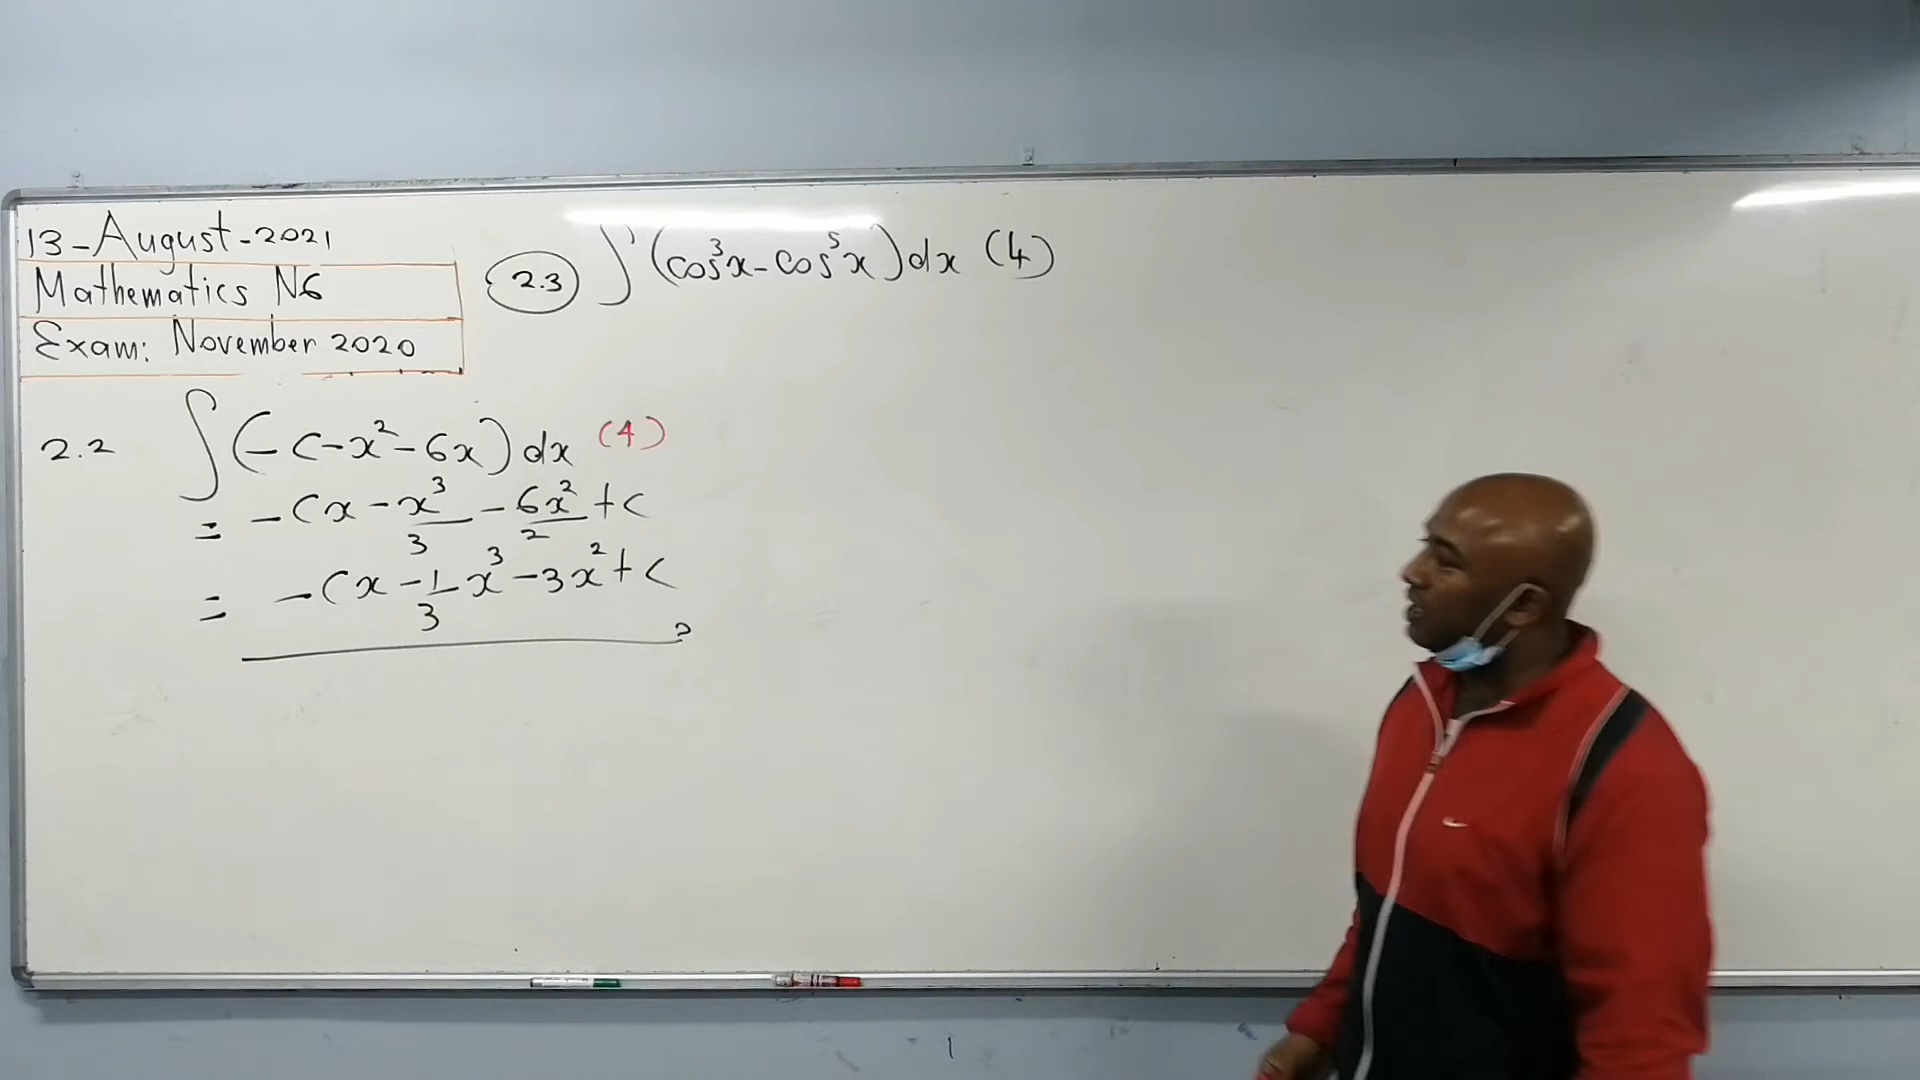 13-August-2021
Mathematics N6
Exam: November 2020
2.2 ∫(-c-x²-6x)dx (4)
= -cx - x³/3 - 6x²/2 + c
= -cx - 1/3 x³ - 3x² + c
2.3 ∫(cos³x - cos⁵x)dx (4)